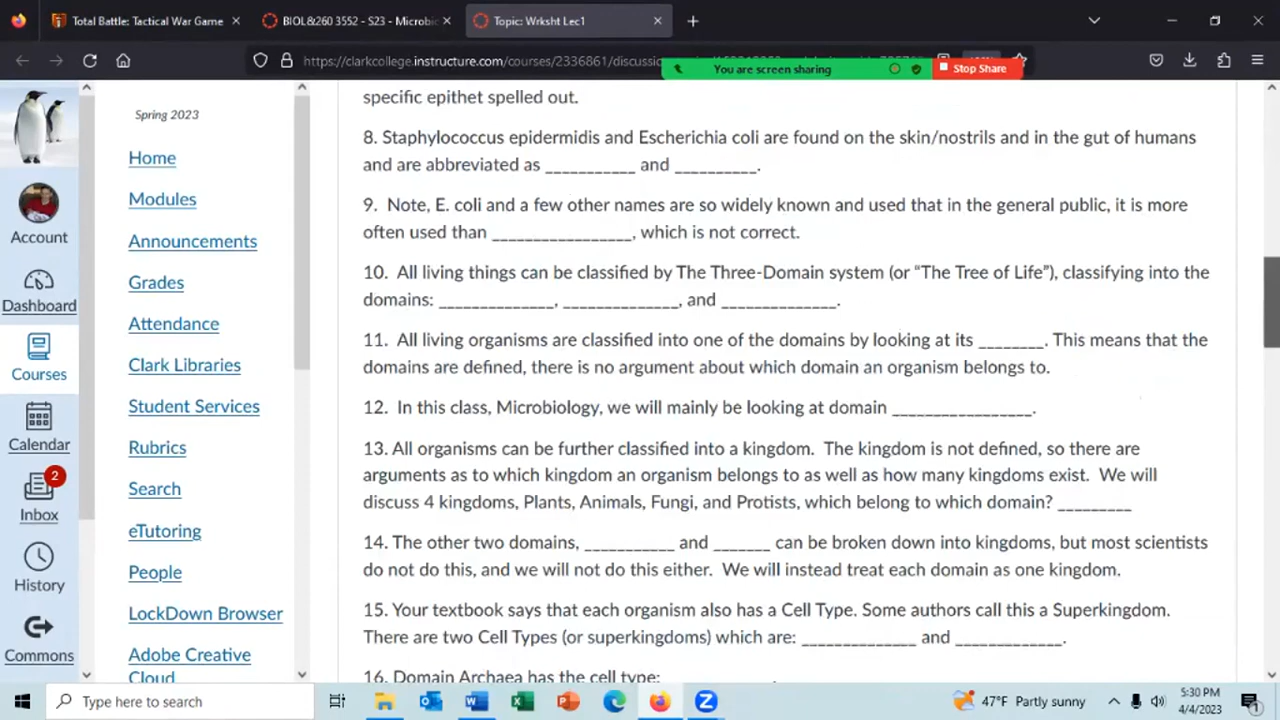 Total Battle: Tactical War Game
BIOL&260 3552 - S23 - Microbic
Topic: Wrksht Lec1
https://clarkcollege.instructure.com/courses/2336861/discussio
You are screen sharing
Stop Share
Spring 2023
Home
Modules
Announcements
Grades
Attendance
Clark Libraries
Student Services
Rubrics
Search
eTutoring
People
LockDown Browser
Adobe Creative
Cloud
Account
Dashboard
Courses
Calendar
2
Inbox
History
Commons
specific epithet spelled out.
8. Staphylococcus epidermidis and Escherichia coli are found on the skin/nostrils and in the gut of humans
and are abbreviated as ___________ and __________.
9. Note, E. coli and a few other names are so widely known and used that in the general public, it is more
often used than _________________, which is not correct.
10. All living things can be classified by The Three-Domain system (or “The Tree of Life”), classifying into the
domains: ______________, ______________, and ______________.
11. All living organisms are classified into one of the domains by looking at its ________. This means that the
domains are defined, there is no argument about which domain an organism belongs to.
12. In this class, Microbiology, we will mainly be looking at domain _________________.
13. All organisms can be further classified into a kingdom. The kingdom is not defined, so there are
arguments as to which kingdom an organism belongs to as well as how many kingdoms exist. We will
discuss 4 kingdoms, Plants, Animals, Fungi, and Protists, which belong to which domain? _________
14. The other two domains, ___________ and _______ can be broken down into kingdoms, but most scientists
do not do this, and we will not do this either. We will instead treat each domain as one kingdom.
15. Your textbook says that each organism also has a Cell Type. Some authors call this a Superkingdom.
There are two Cell Types (or superkingdoms) which are: ______________ and _____________.
16. Domain Archaea has the cell type: ______________.
Type here to search
47°F Partly sunny
5:30 PM
4/4/2023
1